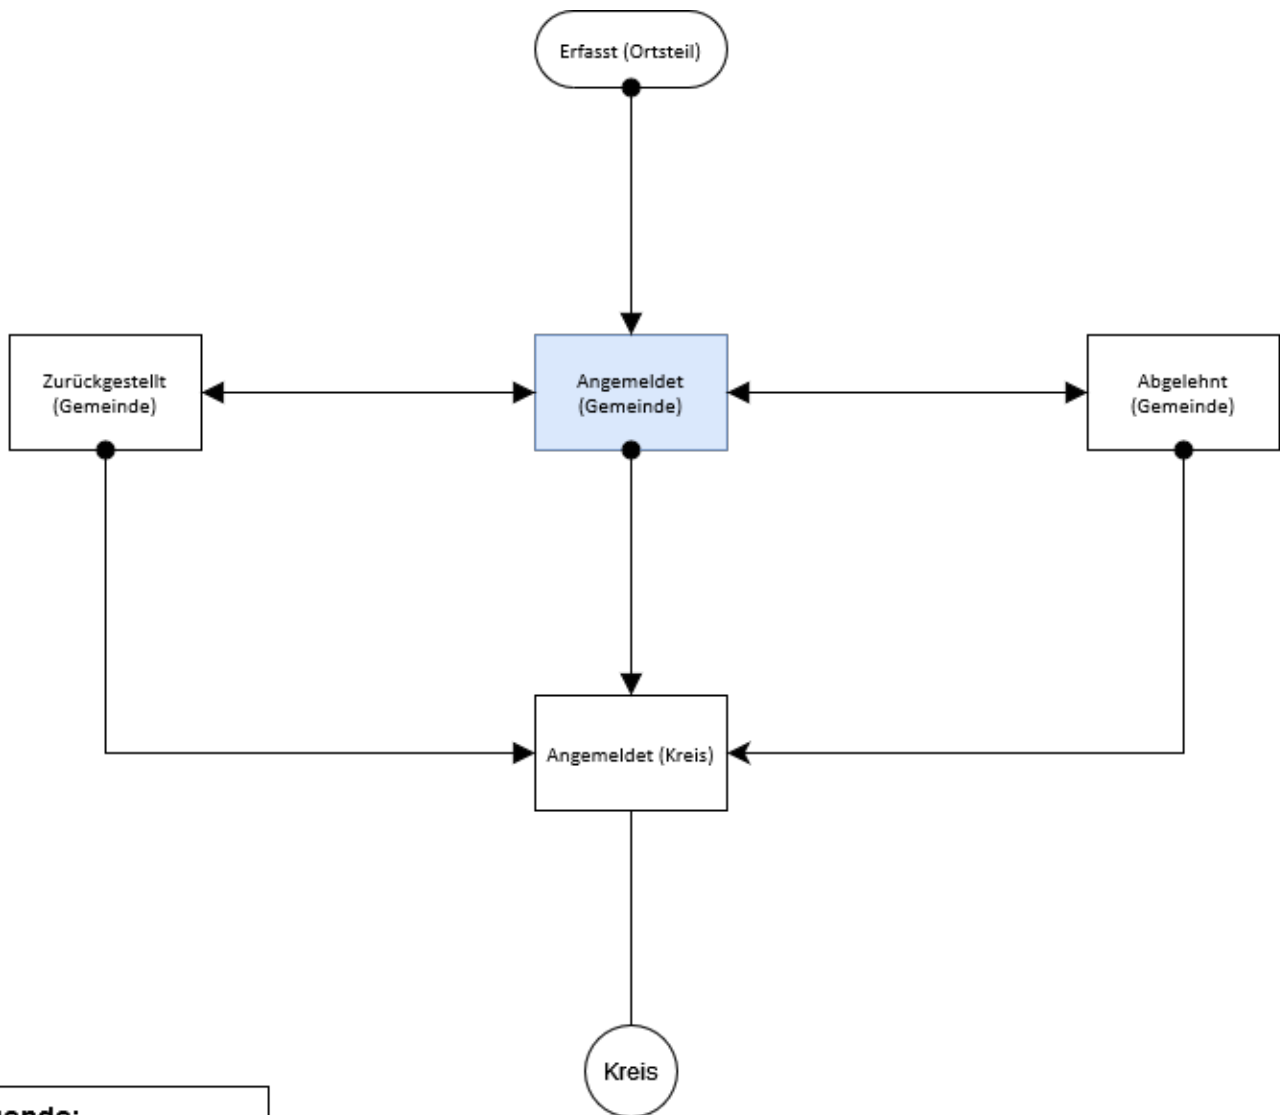 Erfasst (Ortsteil)
Zurückgestellt
(Gemeinde)
Angemeldet
(Gemeinde)
Abgelehnt
(Gemeinde)
Angemeldet (Kreis)
Kreis